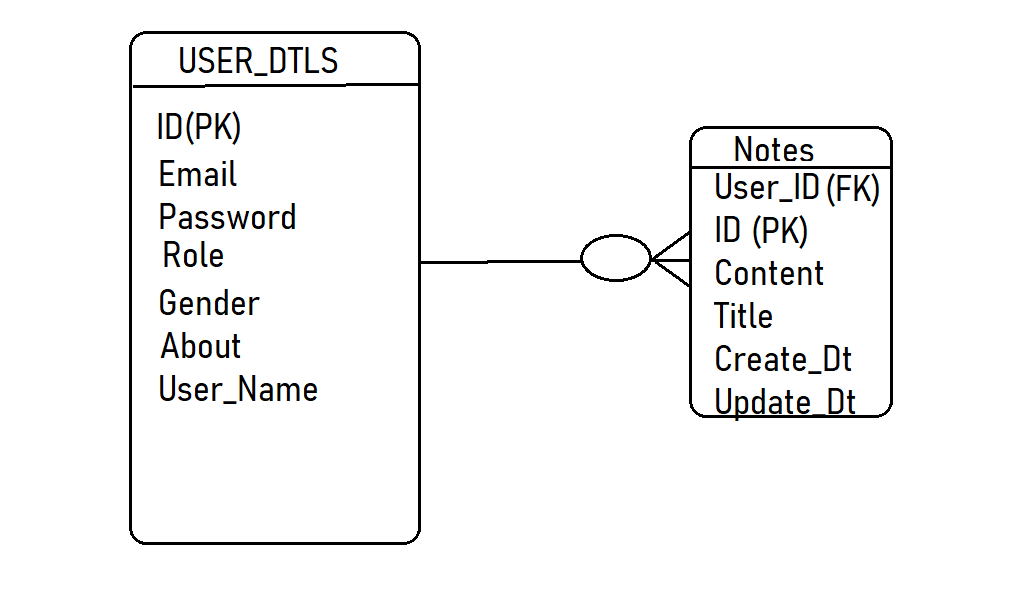 USER_DTLS
ID(PK)
Email
Password
Role
Gender
About
User_Name
Notes
User_ID (FK)
ID (PK)
Content
Title
Create_Dt
Update_Dt